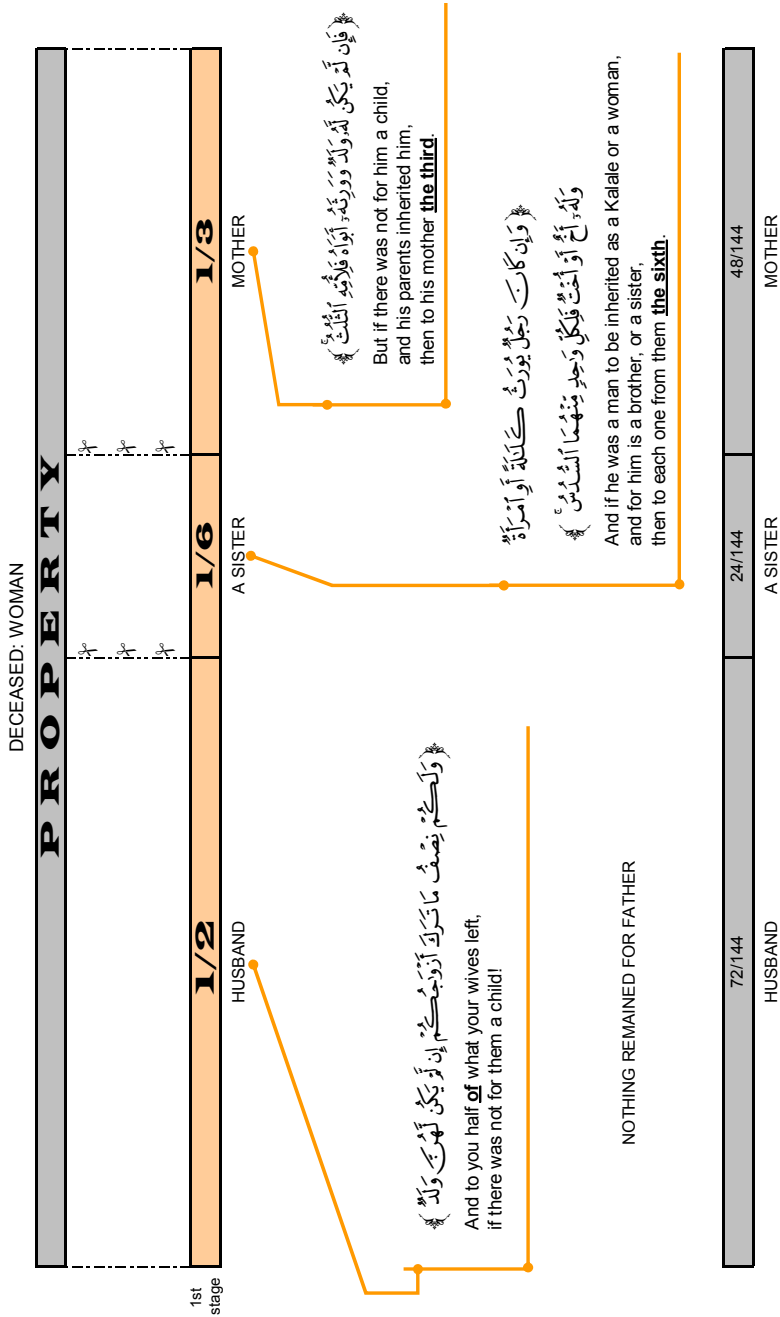 DECEASED: WOMAN
PROPERTY
1st
stage
1/2
1/6
1/3
HUSBAND
A SISTER
MOTHER
﴿ فَإِن لَّمْ يَكُن لَّهُۥ وَلَدٌ وَوَرِثَهُۥٓ أَبَوَاهُ فَلِأُمِّهِ ٱلثُّلُثُ ۚ ﴾
But if there was not for him a child,
and his parents inherited him,
then to his mother the third.
﴿ وَلَكُمْ نِصْفُ مَا تَرَكَ أَزْوَٰجُكُمْ إِن لَّمْ يَكُن لَّهُنَّ وَلَدٌ ﴾
And to you half of what your wives left,
if there was not for them a child!
﴿ وَإِن كَانَ رَجُلٌ يُورَثُ كَلَٰلَةً أَوِ ٱمْرَأَةٌ
وَلَهُۥٓ أَخٌ أَوْ أُخْتٌ فَلِكُلِّ وَٰحِدٍ مِّنْهُمَا ٱلسُّدُسُ ۚ ﴾
And if he was a man to be inherited as a Kalale or a woman,
and for him is a brother, or a sister,
then to each one from them the sixth.
NOTHING REMAINED FOR FATHER
72/144
24/144
48/144
HUSBAND
A SISTER
MOTHER